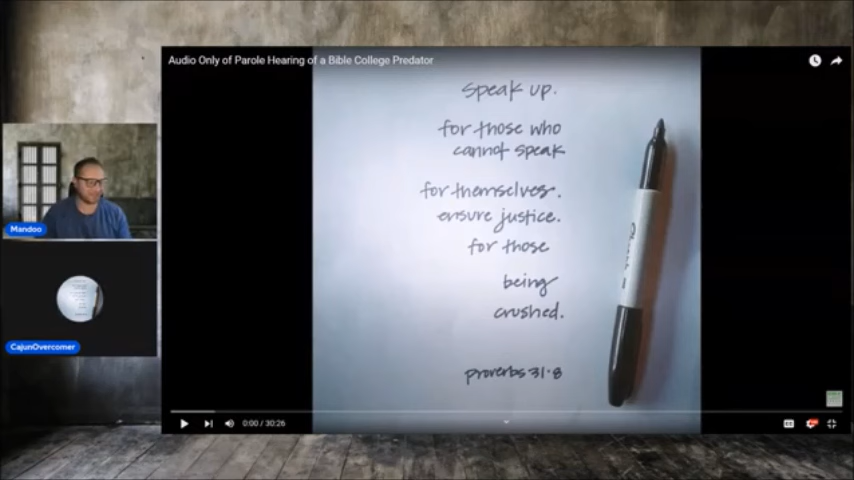 Audio Only of Parole Hearing of a Bible College Predator
speak up.
for those who
cannot speak
for themselves.
ensure justice.
for those
being
crushed.
proverbs 31.8
Mandoo
CajunOvercomer
0:00 / 30:26